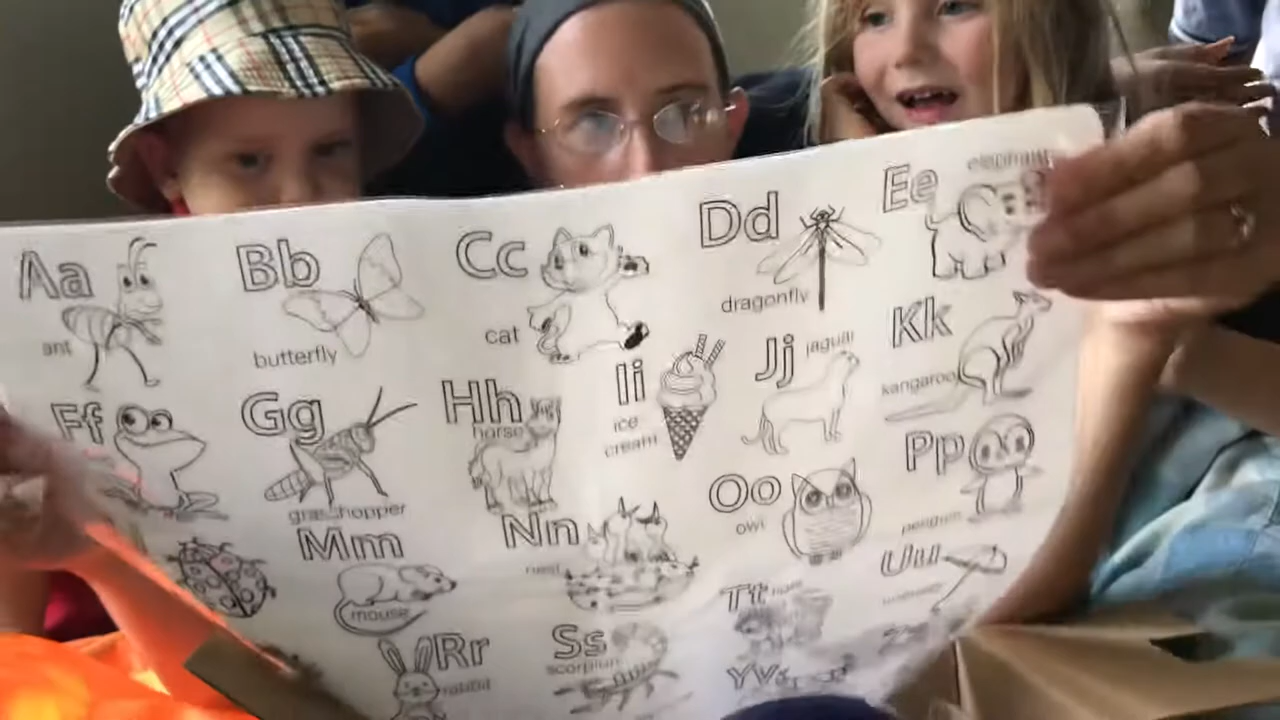 Aa
ant
Bb
butterfly
Cc
cat
Dd
dragonfly
Ee
elephant
Ff
Gg
grasshopper
Hh
horse
Ii
ice
cream
Jj
jaguar
Kk
kangaroo
Mm
mouse
Nn
Oo
owl
Pp
penguin
Rr
rabbit
Ss
scorpion
Tt
Uu